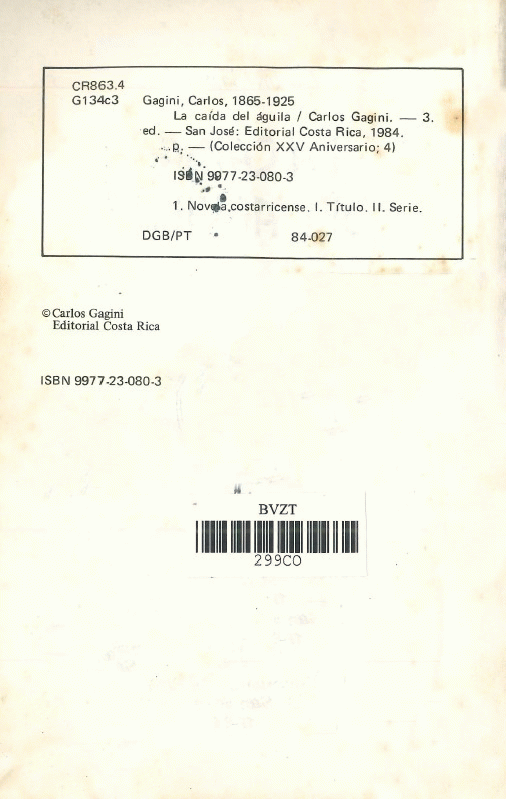 CR863.4
G134c3 Gagini, Carlos, 1865-1925
La caída del águila / Carlos Gagini. — 3.
ed. — San José: Editorial Costa Rica, 1984.
p. — (Colección XXV Aniversario; 4)
ISBN 9977-23-080-3
1. Novela costarricense. I. Título. II. Serie.
DGB/PT 84-027
© Carlos Gagini
Editorial Costa Rica
ISBN 9977-23-080-3
BVZT
299CO